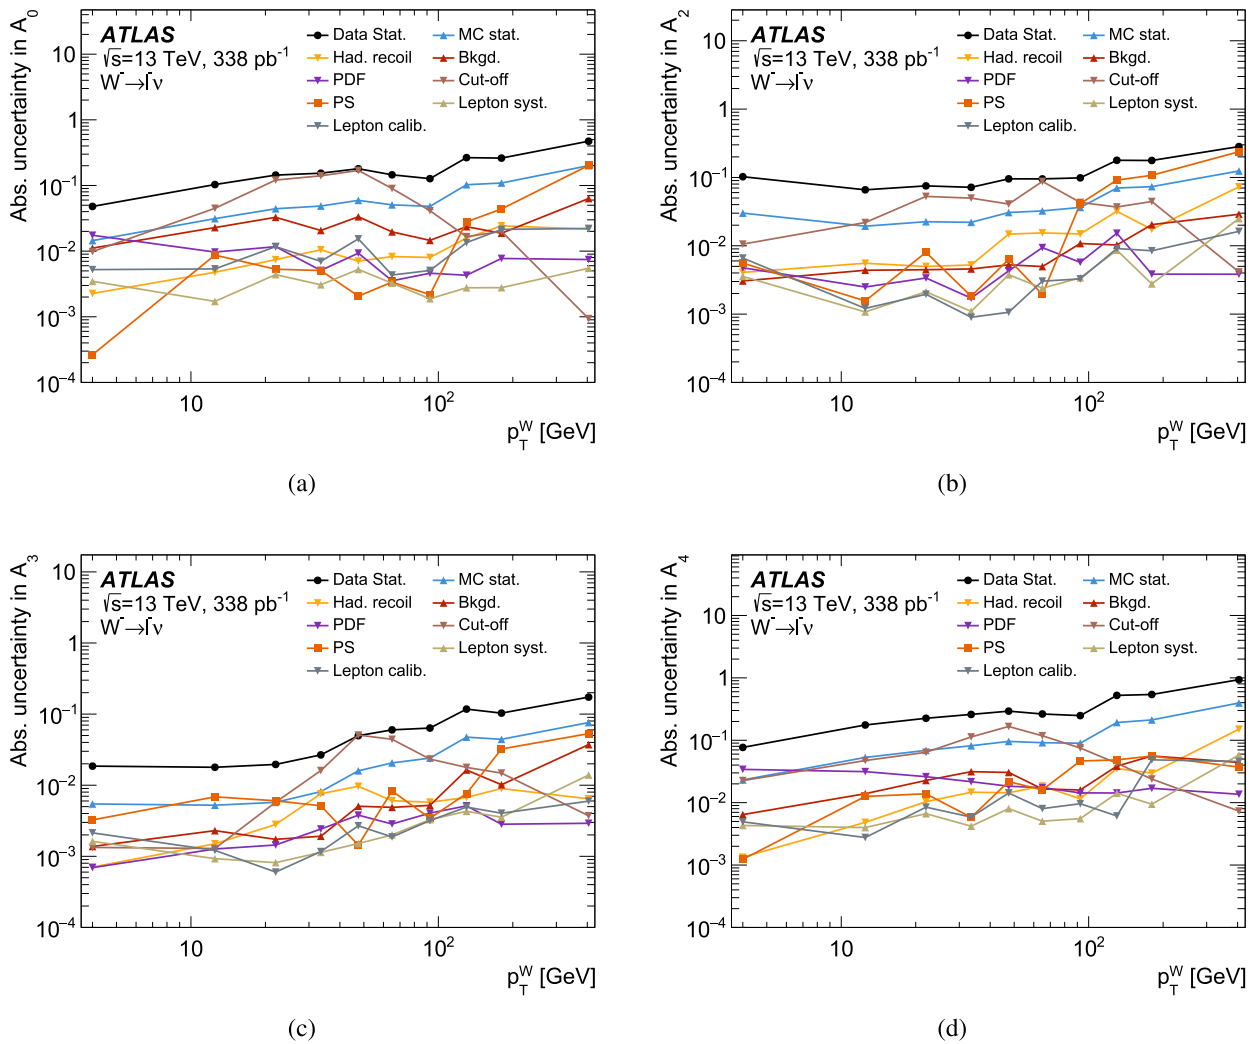 Abs. uncertainty in A₀
ATLAS
√s=13 TeV, 338 pb⁻¹
W⁻→l⁻ν
Data Stat.
MC stat.
Had. recoil
Bkgd.
PDF
Cut-off
PS
Lepton syst.
Lepton calib.
10
1
10⁻¹
10⁻²
10⁻³
10⁻⁴
10
10²
p_T^W [GeV]
(a)
Abs. uncertainty in A₂
ATLAS
√s=13 TeV, 338 pb⁻¹
W⁻→l⁻ν
Data Stat.
MC stat.
Had. recoil
Bkgd.
PDF
Cut-off
PS
Lepton syst.
Lepton calib.
10
1
10⁻¹
10⁻²
10⁻³
10⁻⁴
10
10²
p_T^W [GeV]
(b)
Abs. uncertainty in A₃
ATLAS
√s=13 TeV, 338 pb⁻¹
W⁻→l⁻ν
Data Stat.
MC stat.
Had. recoil
Bkgd.
PDF
Cut-off
PS
Lepton syst.
Lepton calib.
10
1
10⁻¹
10⁻²
10⁻³
10⁻⁴
10
10²
p_T^W [GeV]
(c)
Abs. uncertainty in A₄
ATLAS
√s=13 TeV, 338 pb⁻¹
W⁻→l⁻ν
Data Stat.
MC stat.
Had. recoil
Bkgd.
PDF
Cut-off
PS
Lepton syst.
Lepton calib.
10
1
10⁻¹
10⁻²
10⁻³
10⁻⁴
10
10²
p_T^W [GeV]
(d)